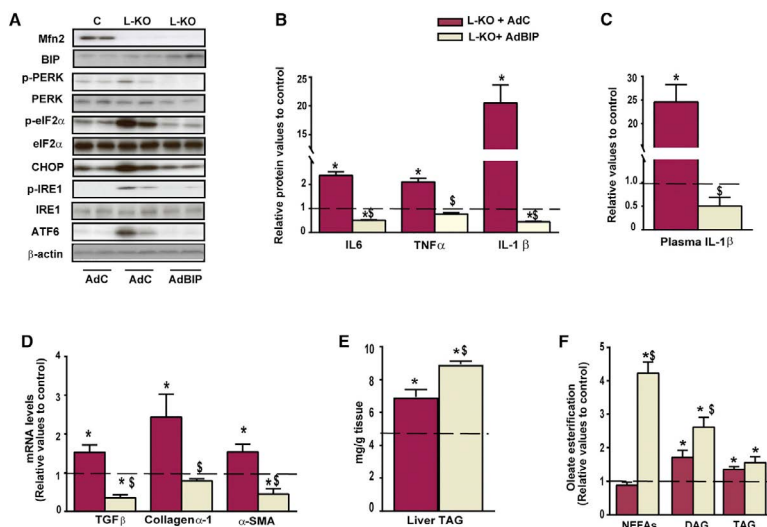 A
C L-KO L-KO
Mfn2
BIP
p-PERK
PERK
p-eIF2α
eIF2α
CHOP
p-IRE1
IRE1
ATF6
β-actin
AdC AdC AdBIP
L-KO + AdC
L-KO+ AdBIP
B
Relative protein values to control
25
20
15
10
2
1
0
*
*$
*
$
*
*$
IL6 TNFα IL-1 β
C
Relative values to control
30
25
20
15
10
5
1.0
0.5
0
*
$
Plasma IL-1β
D
mRNA levels
(Relative values to control)
4
2
1
0
*
* $
*
$
*
*$
TGFβ Collagenα-1 α-SMA
E
mg/g tissue
10
8
6
4
2
0
*
*$
Liver TAG
F
Oleate esterification
(Relative values to control)
6
4
2
1
0
*$
*
* $
*
*
NEFAs DAG TAG